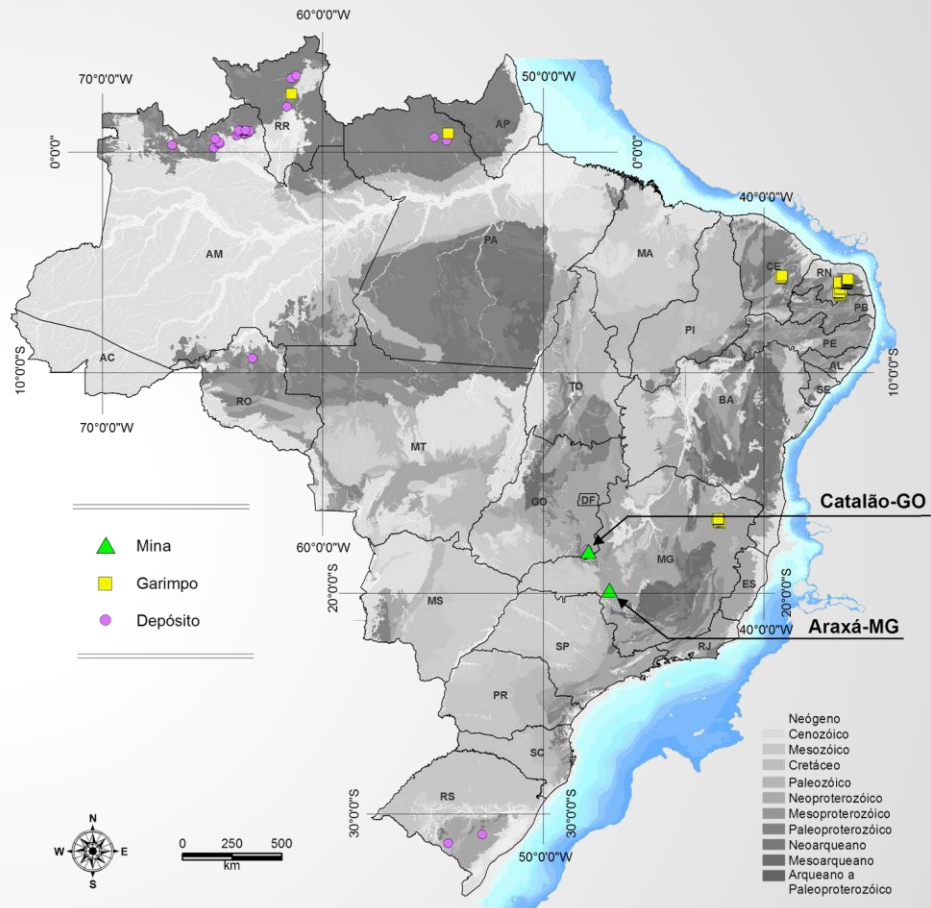 60°0'0"W
70°0'0"W
50°0'0"W
RR
AP
0°0'0"
0°0'0"
40°0'0"W
AM
PA
MA
CE
RN
PB
PI
PE
AC
AL
10°0'0"S
SE
10°0'0"S
RO
TO
BA
70°0'0"W
MT
GO
DF
Catalão-GO
Mina
60°0'0"W
MG
Garimpo
ES
20°0'0"S
MS
20°0'0"S
Depósito
40°0'0"W
Araxá-MG
SP
RJ
PR
SC
RS
30°0'0"S
30°0'0"S
50°0'0"W
N
W
E
S
0 250 500
km
Neógeno
Cenozóico
Mesozóico
Cretáceo
Paleozóico
Neoproterozóico
Mesoproterozóico
Paleoproterozóico
Neoarqueano
Mesoarqueano
Arqueano a
Paleoproterozóico